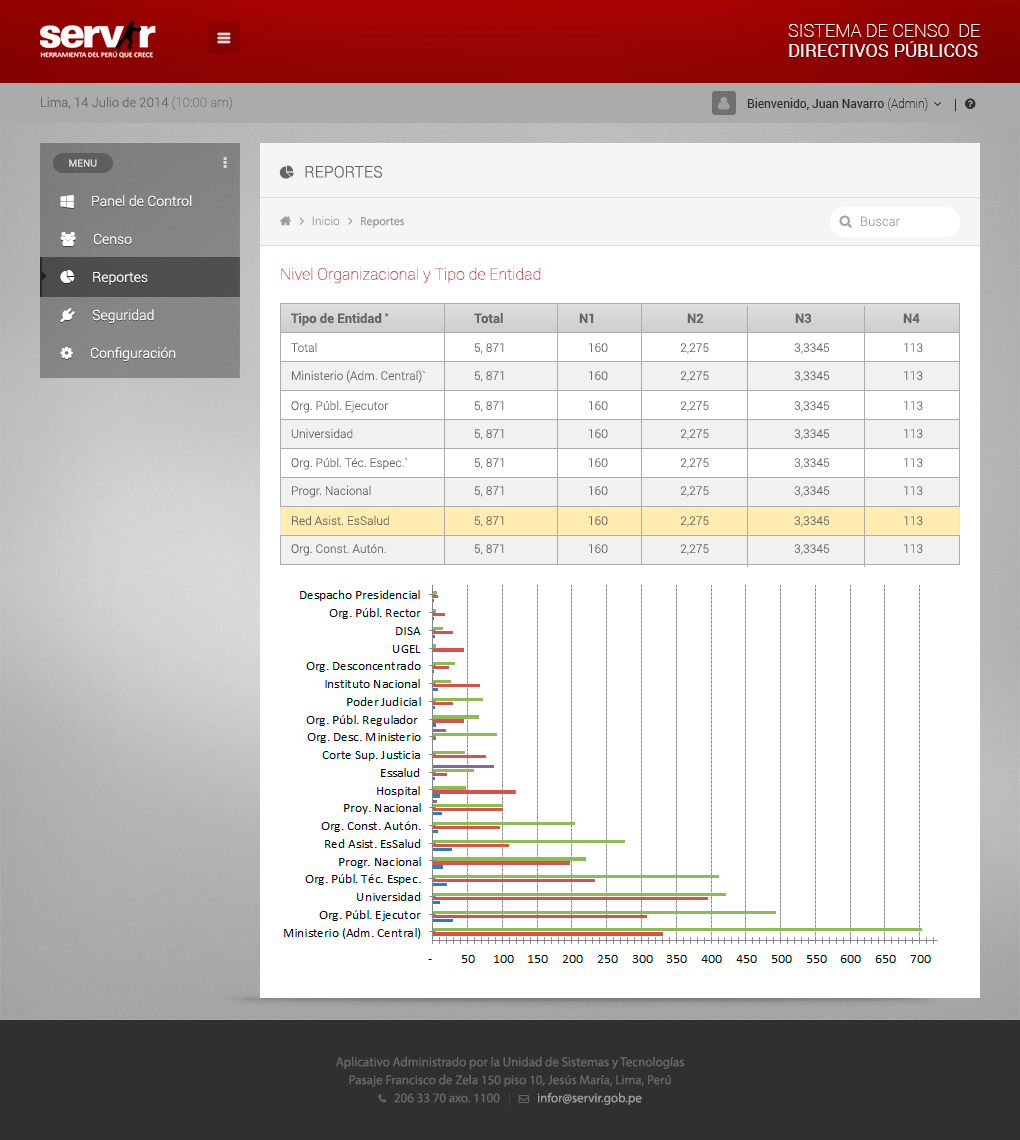 servir
HERRAMIENTA DEL PERÚ QUE CRECE
SISTEMA DE CENSO DE
DIRECTIVOS PÚBLICOS
Lima, 14 Julio de 2014 (10:00 am)
Bienvenido, Juan Navarro (Admin) |
MENU
Panel de Control
Censo
Reportes
Seguridad
Configuración
REPORTES
Inicio > Reportes
Buscar
Nivel Organizacional y Tipo de Entidad
Tipo de Entidad * Total N1 N2 N3 N4
Total 5, 871 160 2,275 3,3345 113
Ministerio (Adm. Central)` 5, 871 160 2,275 3,3345 113
Org. Públ. Ejecutor 5, 871 160 2,275 3,3345 113
Universidad 5, 871 160 2,275 3,3345 113
Org. Públ. Téc. Espec.` 5, 871 160 2,275 3,3345 113
Progr. Nacional 5, 871 160 2,275 3,3345 113
Red Asist. EsSalud 5, 871 160 2,275 3,3345 113
Org. Const. Autón. 5, 871 160 2,275 3,3345 113
Despacho Presidencial
Org. Públ. Rector
DISA
UGEL
Org. Desconcentrado
Instituto Nacional
Poder Judicial
Org. Públ. Regulador
Org. Desc. Ministerio
Corte Sup. Justicia
Essalud
Hospital
Proy. Nacional
Org. Const. Autón.
Red Asist. EsSalud
Progr. Nacional
Org. Públ. Téc. Espec.
Universidad
Org. Públ. Ejecutor
Ministerio (Adm. Central)
- 50 100 150 200 250 300 350 400 450 500 550 600 650 700
Aplicativo Administrado por la Unidad de Sistemas y Tecnologías
Pasaje Francisco de Zela 150 piso 10, Jesús María, Lima, Perú
206 33 70 axo. 1100 | infor@servir.gob.pe